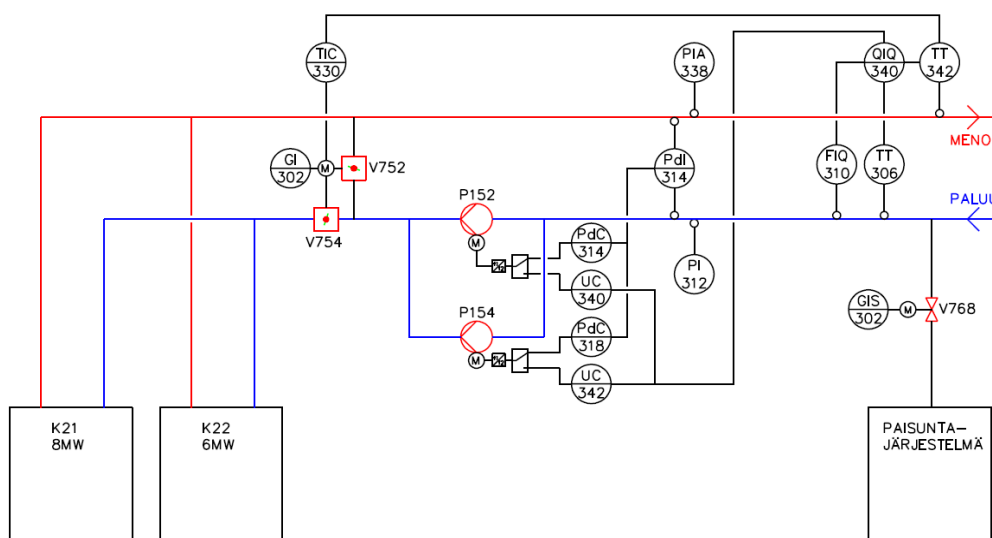 TIC
330
PIA
338
QIQ
340
TT
342
MENO
GI
302
M
V752
PdI
314
FIQ
310
TT
306
P152
PALUU
V754
M
PdC
314
PI
312
UC
340
P154
GIS
302
M
V768
PdC
318
M
UC
342
K21
8MW
K22
6MW
PAISUNTA-
JÄRJESTELMÄ